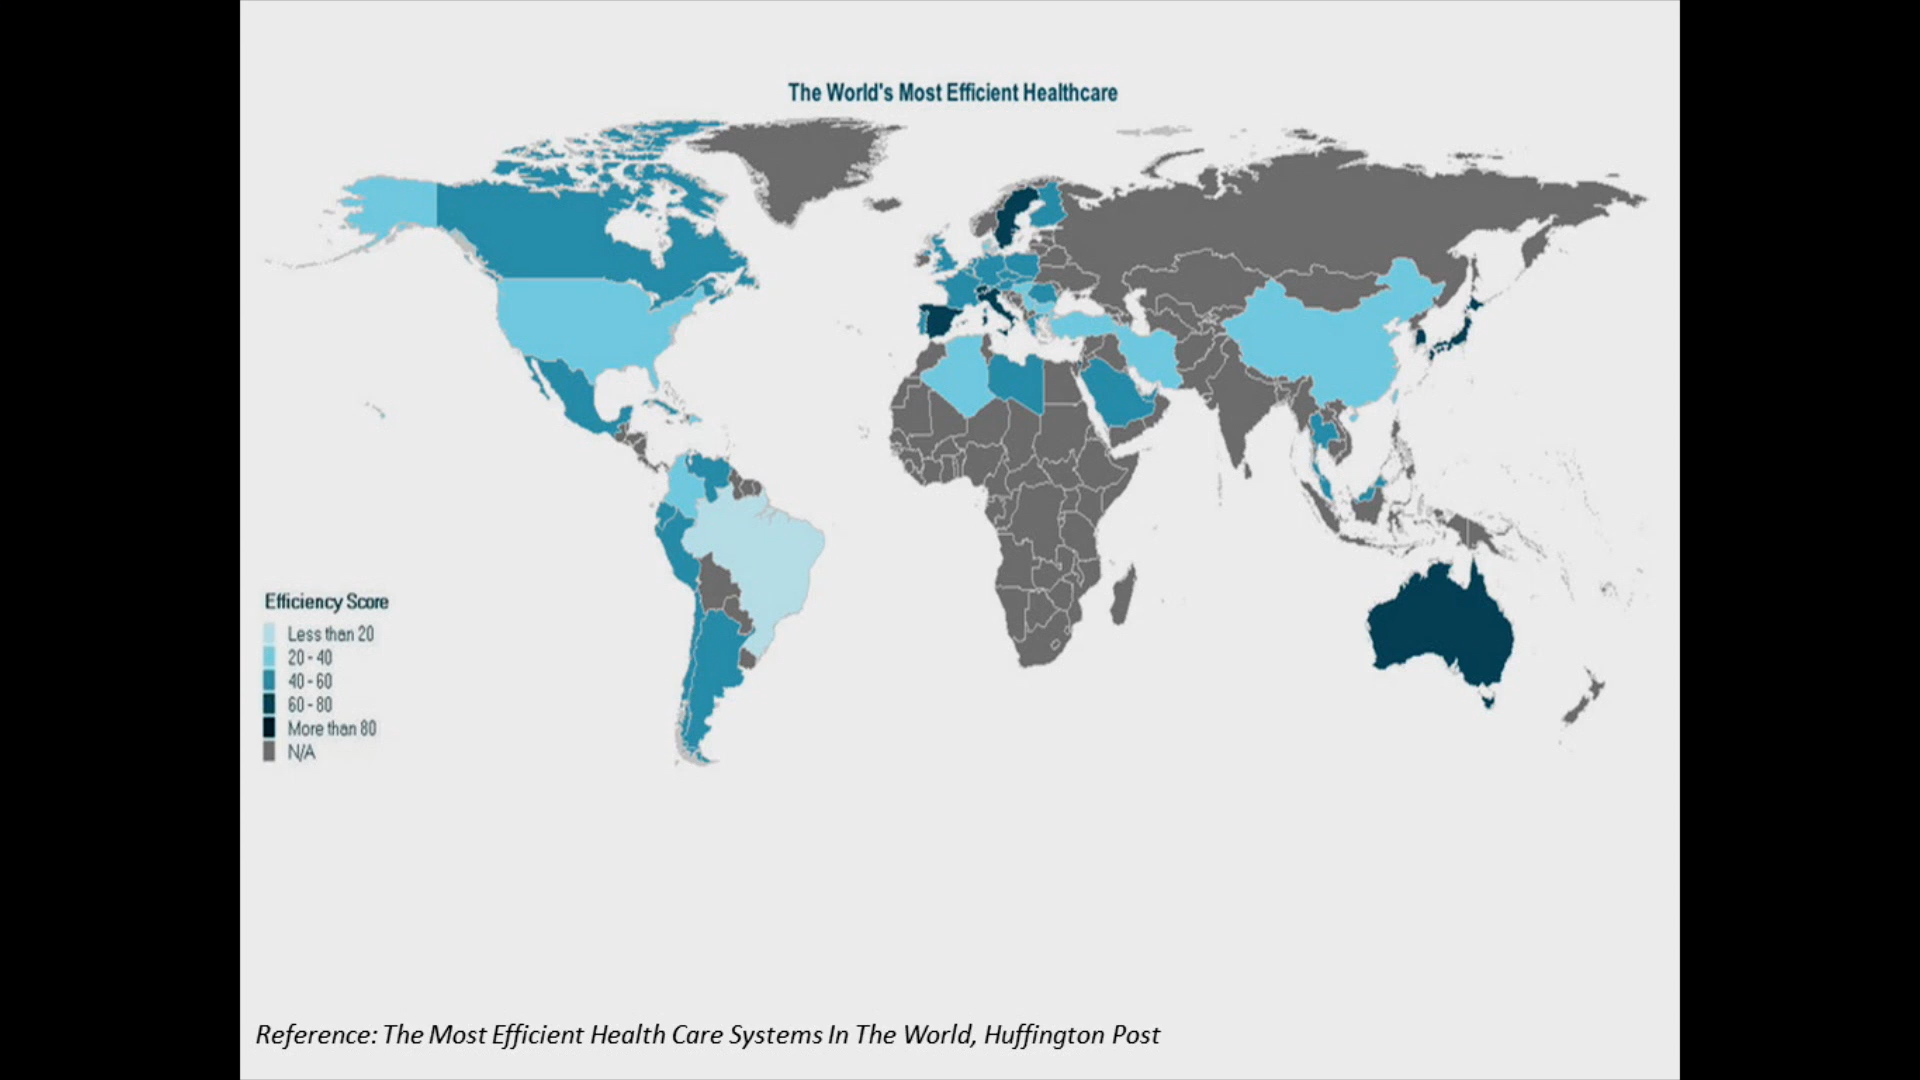 The World's Most Efficient Healthcare
Efficiency Score
Less than 20
20 - 40
40 - 60
60 - 80
More than 80
N/A
Reference: The Most Efficient Health Care Systems In The World, Huffington Post